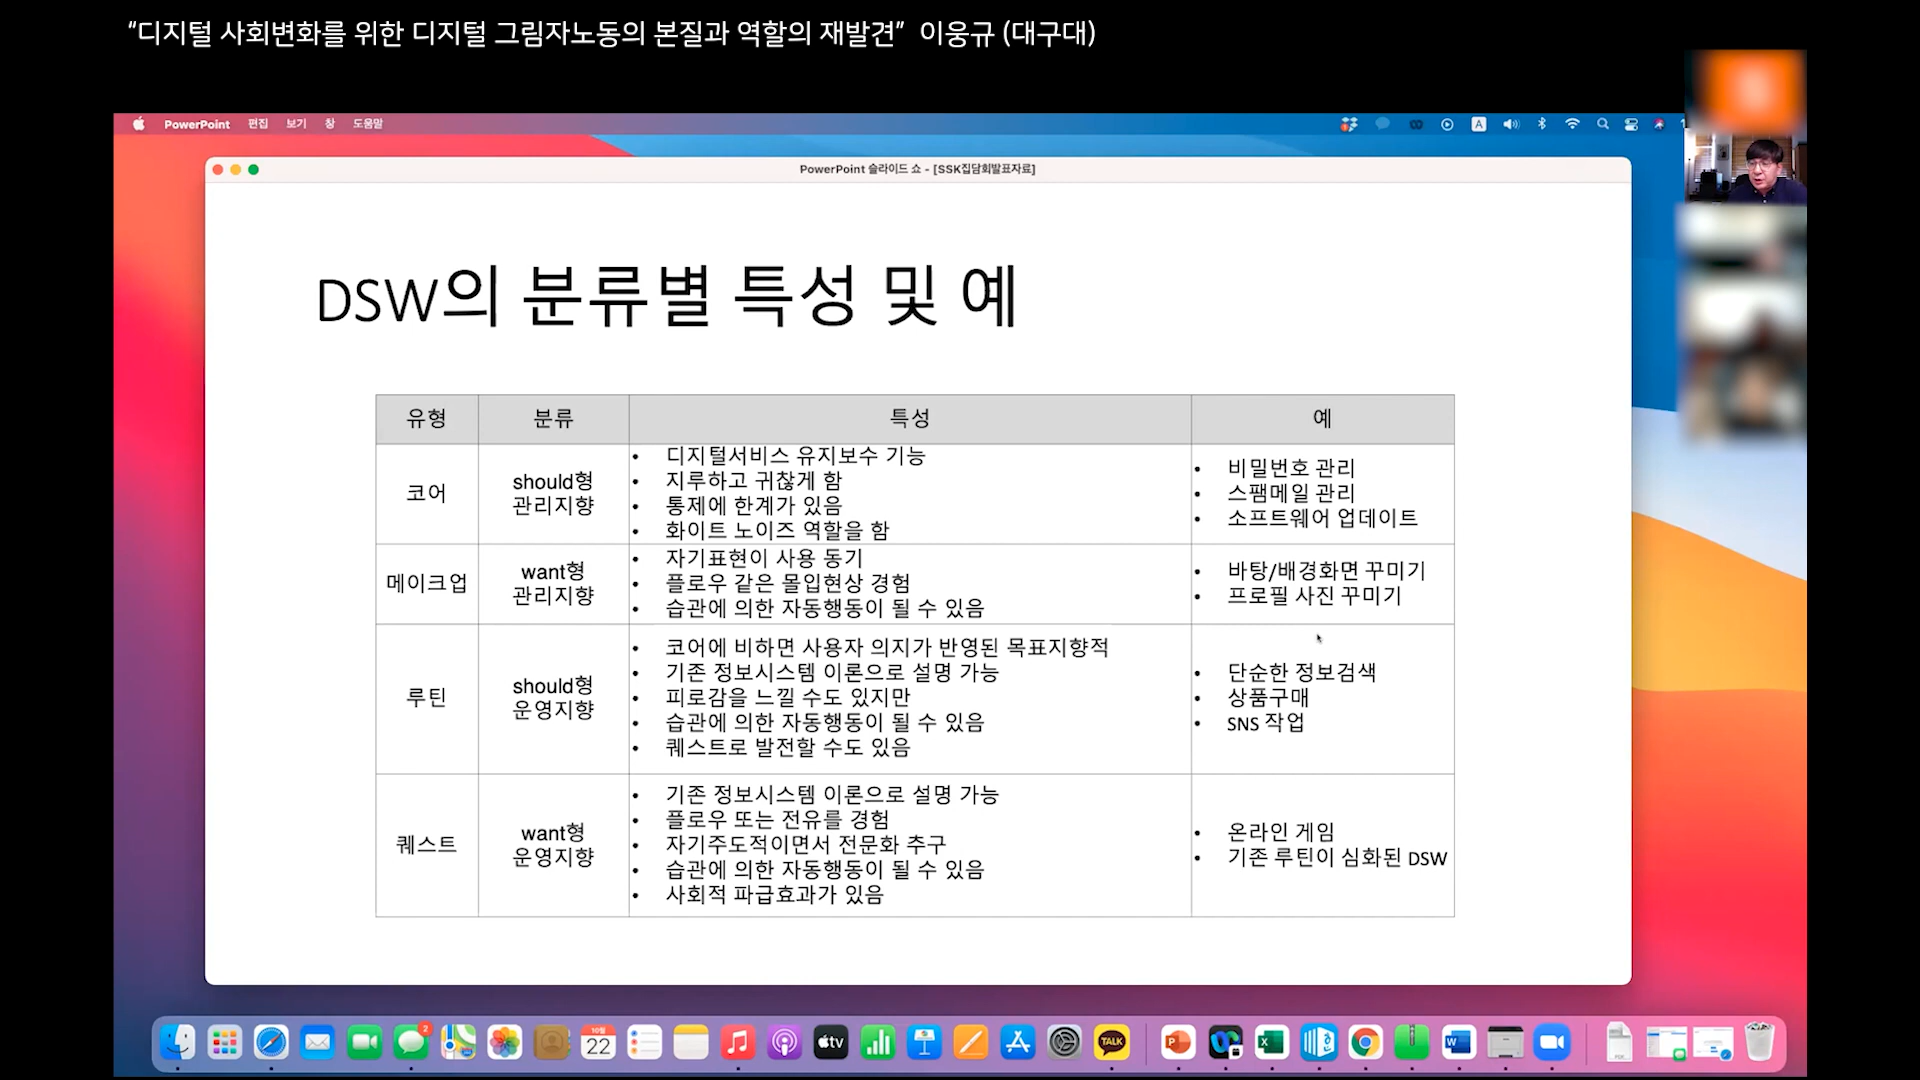 “디지털 사회변화를 위한 디지털 그림자노동의 본질과 역할의 재발견” 이웅규 (대구대)
PowerPoint 편집 보기 창 도움말
A
PowerPoint 슬라이드 쇼 - [SSK집담회발표자료]
DSW의 분류별 특성 및 예
유형 분류 특성 예
코어
should형
관리지향
• 디지털서비스 유지보수 기능
• 지루하고 귀찮게 함
• 통제에 한계가 있음
• 화이트 노이즈 역할을 함
• 비밀번호 관리
• 스팸메일 관리
• 소프트웨어 업데이트
메이크업
want형
관리지향
• 자기표현이 사용 동기
• 플로우 같은 몰입현상 경험
• 습관에 의한 자동행동이 될 수 있음
• 바탕/배경화면 꾸미기
• 프로필 사진 꾸미기
루틴
should형
운영지향
• 코어에 비하면 사용자 의지가 반영된 목표지향적
• 기존 정보시스템 이론으로 설명 가능
• 피로감을 느낄 수도 있지만
• 습관에 의한 자동행동이 될 수 있음
• 퀘스트로 발전할 수도 있음
• 단순한 정보검색
• 상품구매
• SNS 작업
퀘스트
want형
운영지향
• 기존 정보시스템 이론으로 설명 가능
• 플로우 또는 전유를 경험
• 자기주도적이면서 전문화 추구
• 습관에 의한 자동행동이 될 수 있음
• 사회적 파급효과가 있음
• 온라인 게임
• 기존 루틴이 심화된 DSW
2
10월
22
tv
TALK
P
X
W